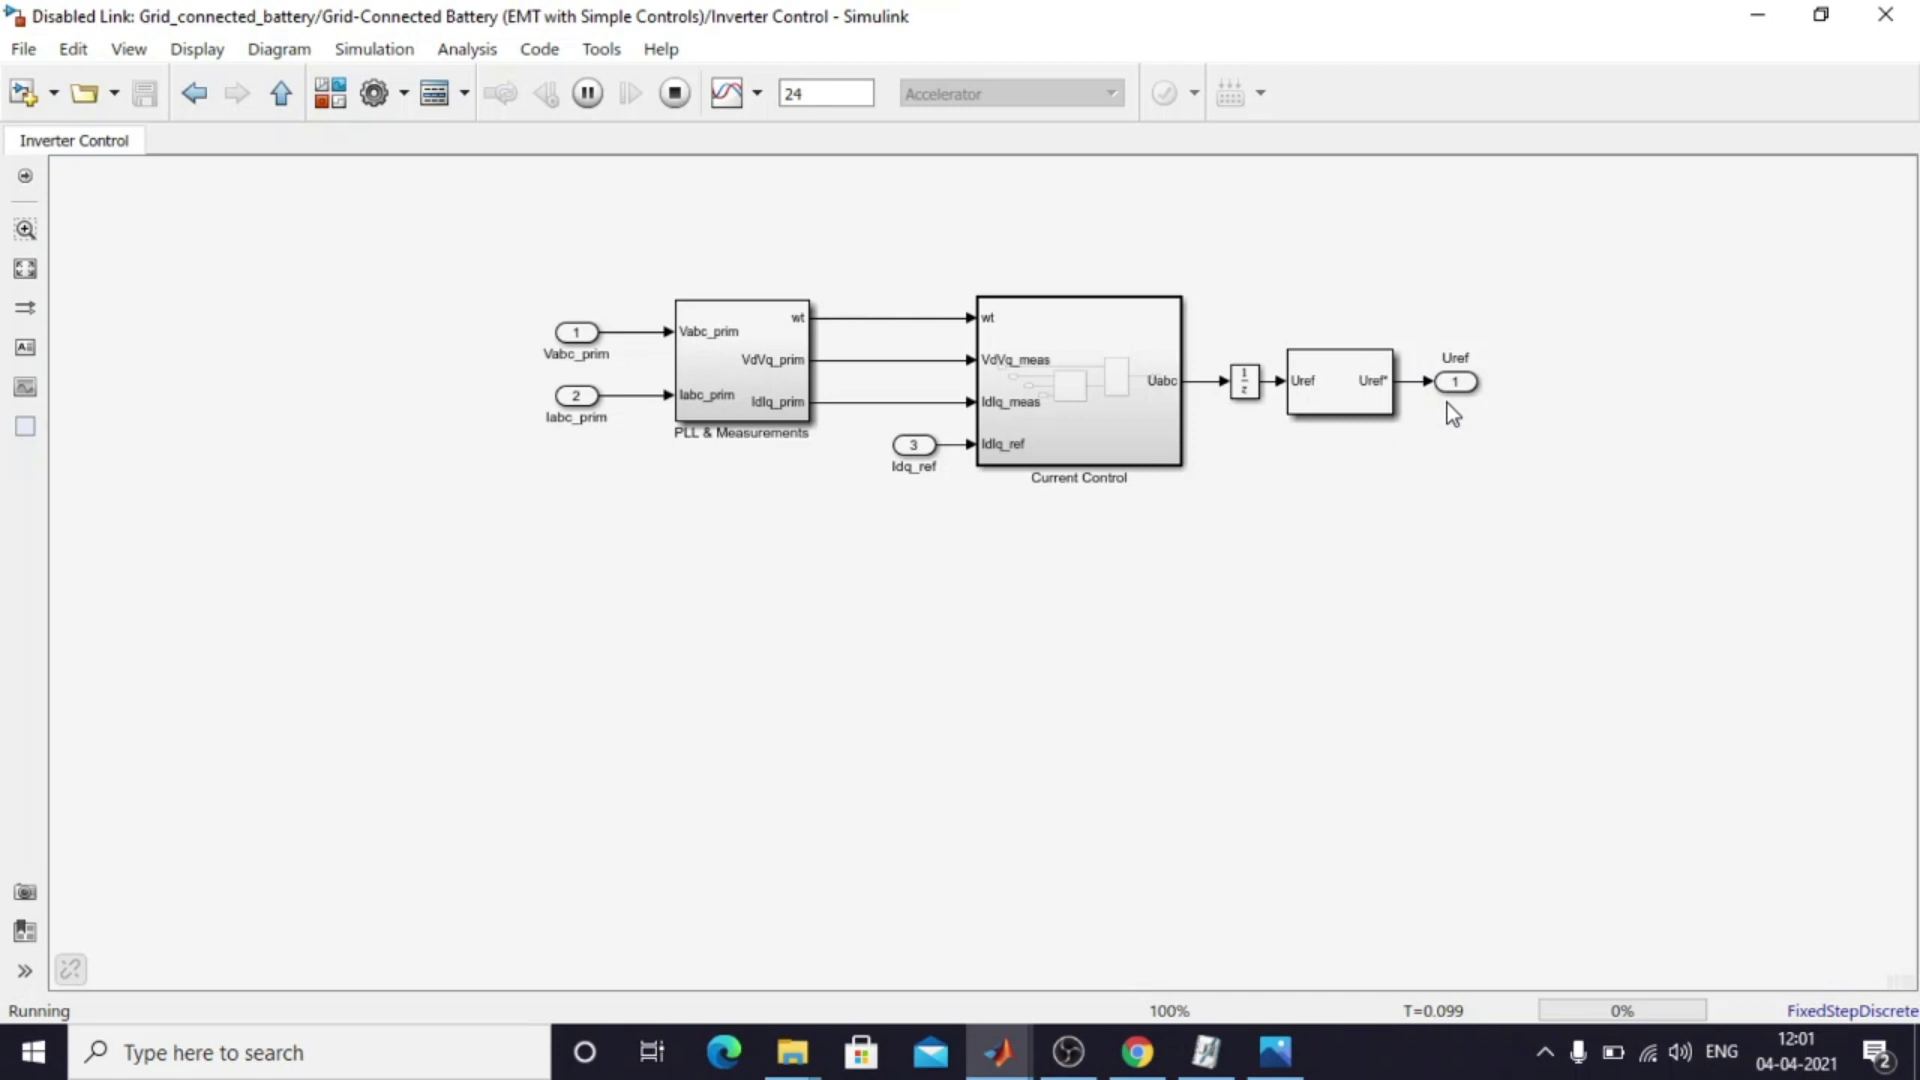 Disabled Link: Grid_connected_battery/Grid-Connected Battery (EMT with Simple Controls)/Inverter Control - Simulink
File Edit View Display Diagram Simulation Analysis Code Tools Help
24 Accelerator
Inverter Control
1
Vabc_prim
2
Iabc_prim
Vabc_prim
Iabc_prim
wt
VdVq_prim
IdIq_prim
PLL & Measurements
3
Idq_ref
wt
VdVq_meas
IdIq_meas
IdIq_ref
Uabc
Current Control
1
z
Uref Uref*
Uref
1
Running 100% T=0.099 0% FixedStepDiscrete
Type here to search
ENG
12:01
04-04-2021
2